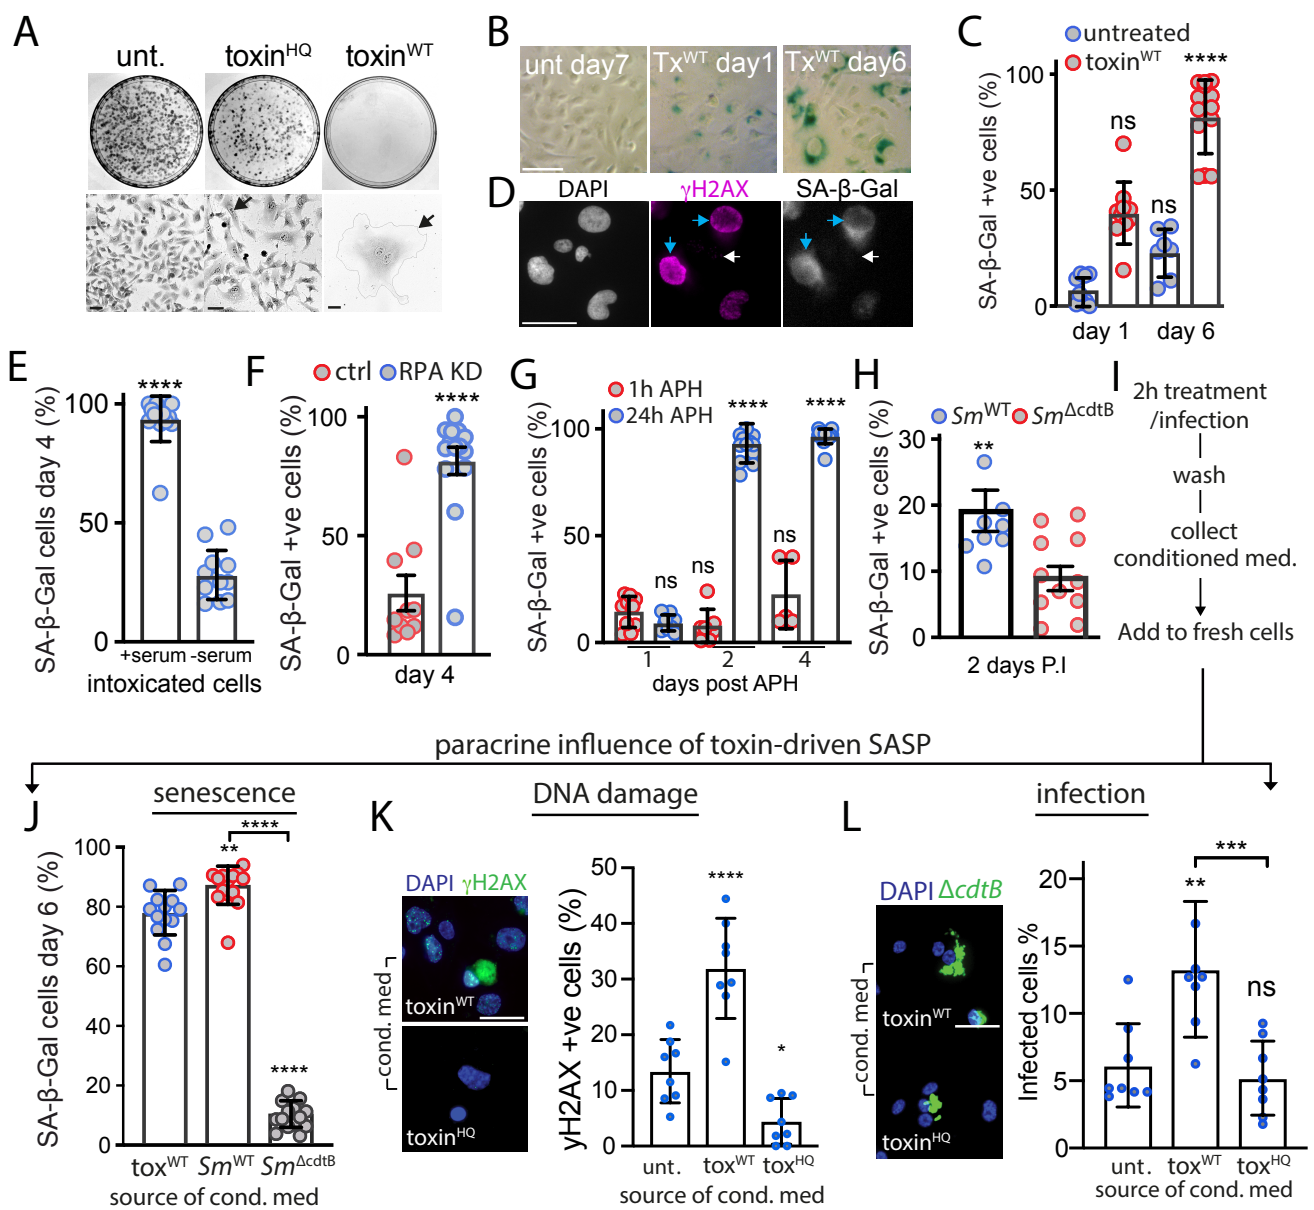 A
unt.
toxinHQ
toxinWT
B
unt day7
TxWT day1
TxWT day6
C
untreated
toxinWT
SA-β-Gal +ve cells (%)
100
50
0
ns
ns
****
day 1
day 6
D
DAPI
γH2AX
SA-β-Gal
E
SA-β-Gal cells day 4 (%)
100
50
0
****
+serum -serum
intoxicated cells
F
ctrl RPA KD
SA-β-Gal +ve cells (%)
100
50
0
****
day 4
G
1h APH
24h APH
SA-β-Gal +ve cells (%)
100
50
0
ns
ns
****
ns
****
1
2
4
days post APH
H
SmWT SmΔcdtB
SA-β-Gal +ve cells (%)
30
20
10
0
**
2 days P.I
I
2h treatment
/infection
wash
collect
conditioned med.
Add to fresh cells
paracrine influence of toxin-driven SASP
J
senescence
SA-β-Gal cells day 6 (%)
100
80
60
40
20
0
****
**
****
toxWT SmWT SmΔcdtB
source of cond. med
K
DNA damage
DAPI γH2AX
cond. med
toxinWT
toxinHQ
yH2AX +ve cells (%)
50
40
30
20
10
0
****
*
unt. toxWT toxHQ
source of cond. med
L
infection
DAPI ΔcdtB
cond. med
toxinWT
toxinHQ
Infected cells %
20
15
10
5
0
***
**
ns
unt. toxWT toxHQ
source of cond. med